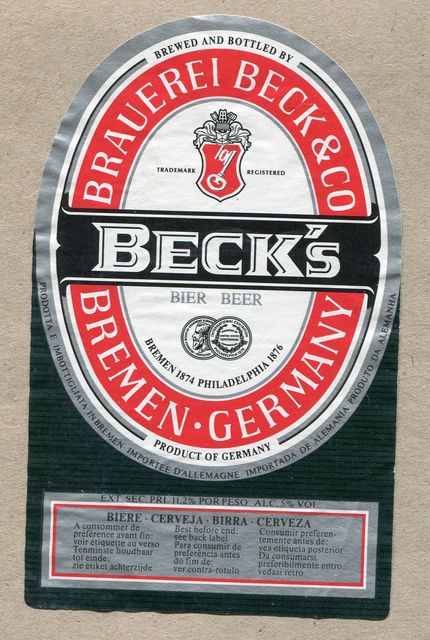 BREWED AND BOTTLED BY
BRAUEREI BECK & CO
TRADEMARK REGISTERED
BECK's
BIER BEER
BREMEN 1874 PHILADELPHIA 1876
BREMEN · GERMANY
PRODUCT OF GERMANY
PRODOTTA E IMBOTTIGLIATA IN BREMEN IMPORTEE D'ALLEMAGNE IMPORTADA DE ALEMANIA PRODUTO DA ALEMANHA
EXT. SEC. PRI. 11,2% POR PESO ALC. 5% VOL
BIERE · CERVEJA · BIRRA · CERVEZA
A consommer de
préférence avant fin:
voir étiquette au verso
Tenminste houdbaar
tot einde:
zie etiket achterzijde
Best before end:
see back label
Para consumir de
preferência antes
do fim de:
ver contra-rotulo
Consumir preferen-
temente antes de:
vea etiqueta posterior
Da consumarsi
preferibilmente entro:
vedasi retro